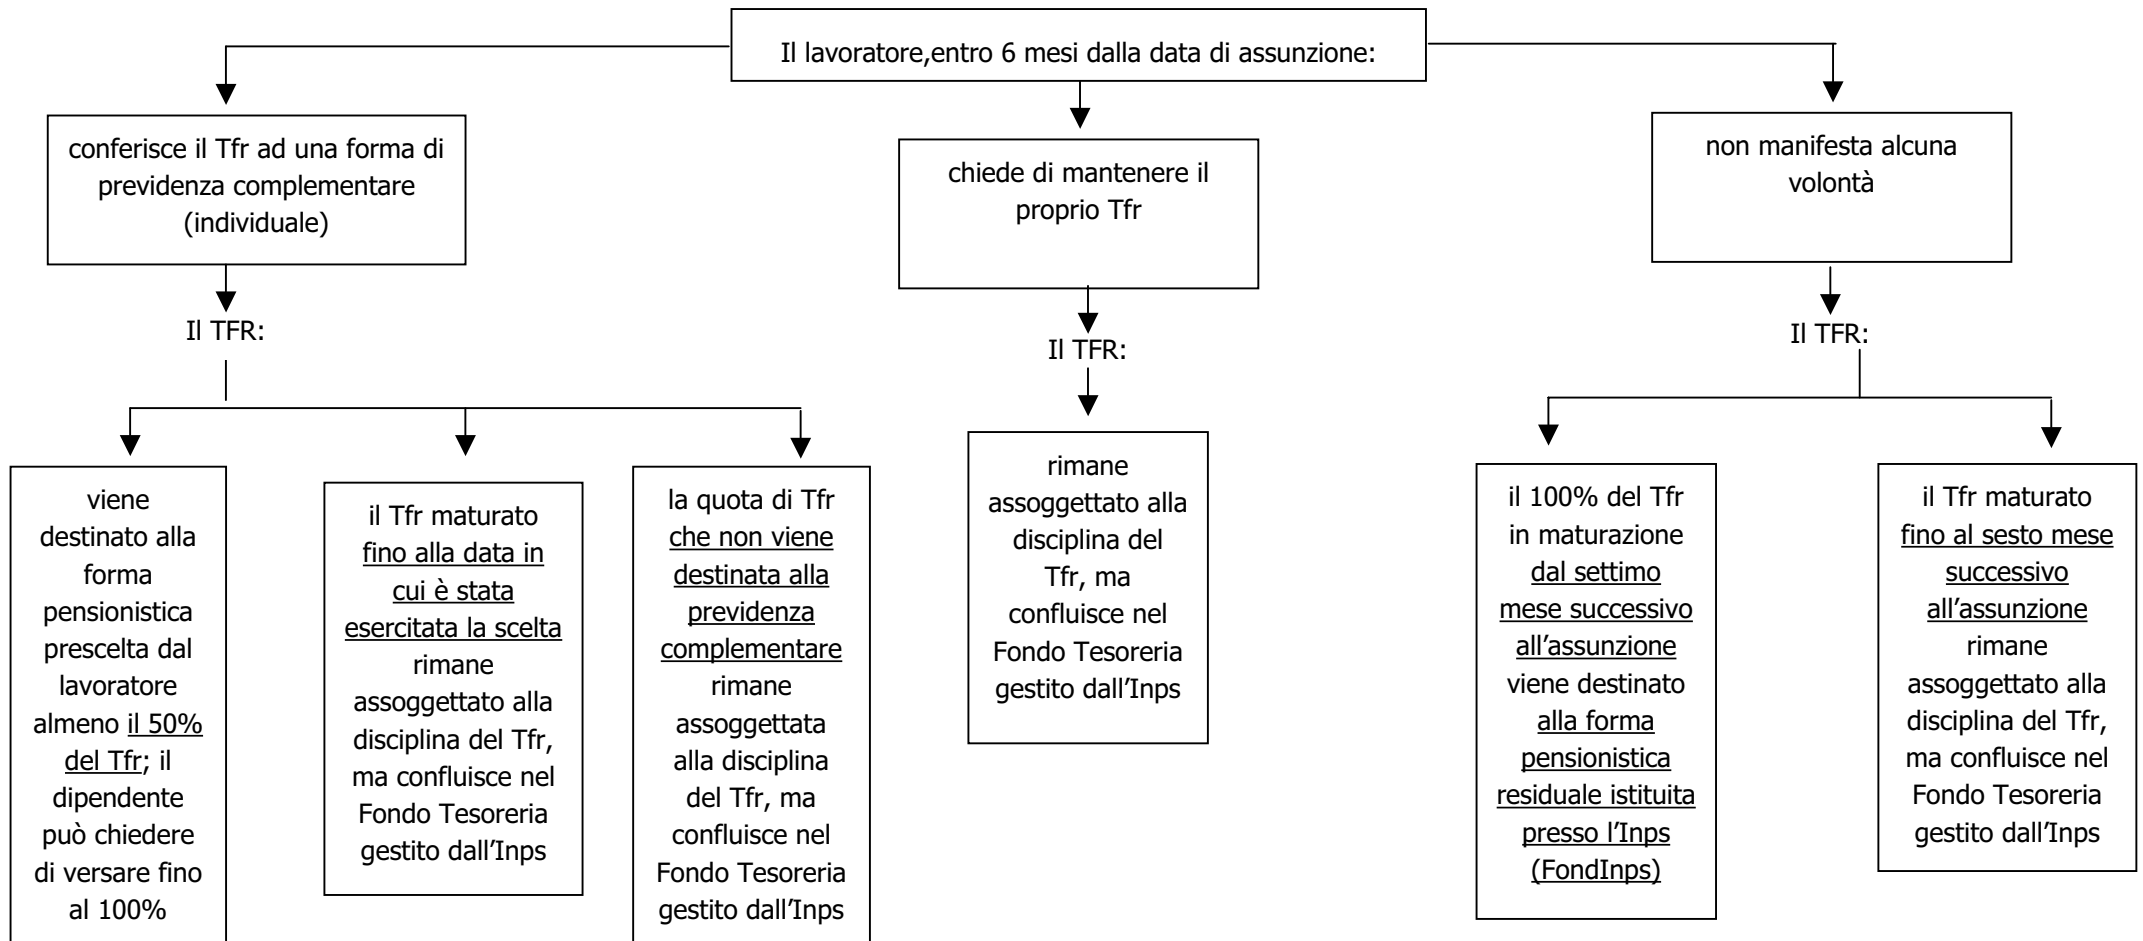 Il lavoratore,entro 6 mesi dalla data di assunzione:
conferisce il Tfr ad una forma di
previdenza complementare
(individuale)
chiede di mantenere il
proprio Tfr
non manifesta alcuna
volontà
Il TFR:
Il TFR:
Il TFR:
viene
destinato alla
forma
pensionistica
prescelta dal
lavoratore
almeno il 50%
del Tfr; il
dipendente
può chiedere
di versare fino
al 100%
il Tfr maturato
fino alla data in
cui è stata
esercitata la scelta
rimane
assoggettato alla
disciplina del Tfr,
ma confluisce nel
Fondo Tesoreria
gestito dall’Inps
la quota di Tfr
che non viene
destinata alla
previdenza
complementare
rimane
assoggettata
alla disciplina
del Tfr, ma
confluisce nel
Fondo Tesoreria
gestito dall’Inps
rimane
assoggettato alla
disciplina del
Tfr, ma
confluisce nel
Fondo Tesoreria
gestito dall’Inps
il 100% del Tfr
in maturazione
dal settimo
mese successivo
all’assunzione
viene destinato
alla forma
pensionistica
residuale istituita
presso l’Inps
(FondInps)
il Tfr maturato
fino al sesto mese
successivo
all’assunzione
rimane
assoggettato alla
disciplina del Tfr,
ma confluisce nel
Fondo Tesoreria
gestito dall’Inps